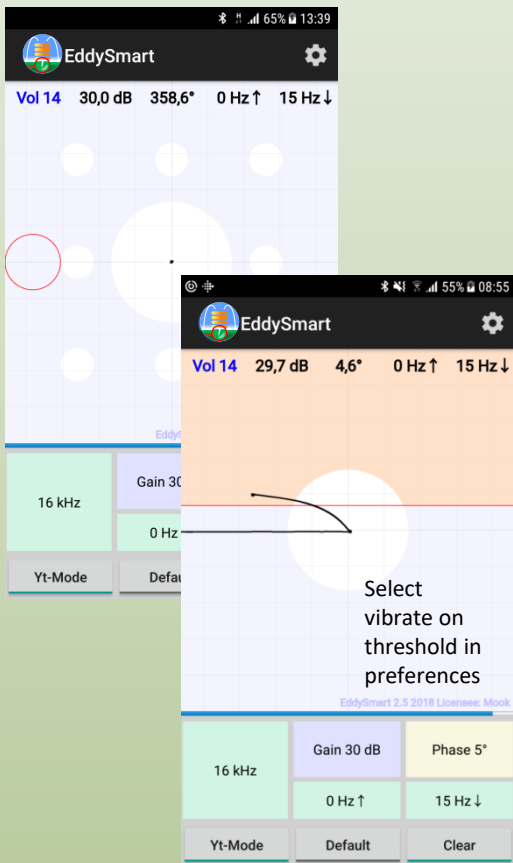 65% 13:39
EddySmart
Vol 14 30,0 dB 358,6° 0 Hz↑ 15 Hz↓
16 kHz
Gain 30
0 Hz
Yt-Mode
55% 08:55
EddySmart
Vol 14 29,7 dB 4,6° 0 Hz↑ 15 Hz↓
Select
vibrate on
threshold in
preferences
EddySmart 2.5 2018 Licensee: Mook
16 kHz
Gain 30 dB
Phase 5°
0 Hz↑
15 Hz↓
Yt-Mode
Default
Clear